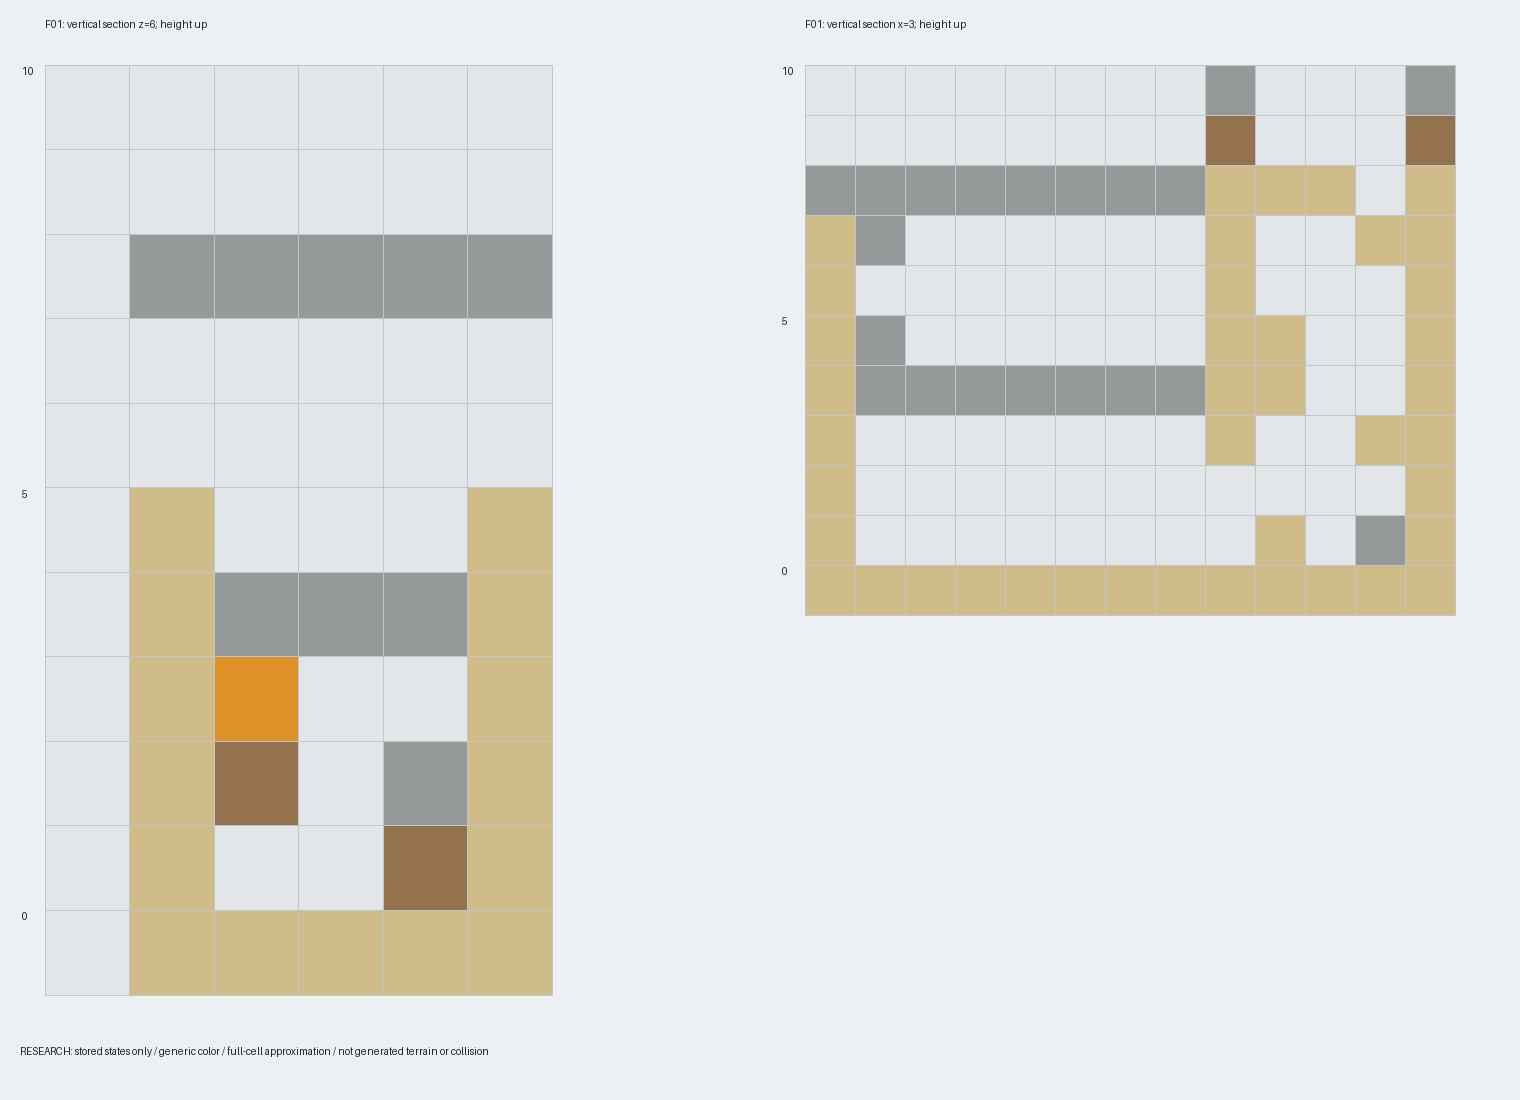 F01: vertical section z=6; height up
F01: vertical section x=3; height up
10
10
5
5
0
0
RESEARCH: stored states only / generic color / full-cell approximation / not generated terrain or collision